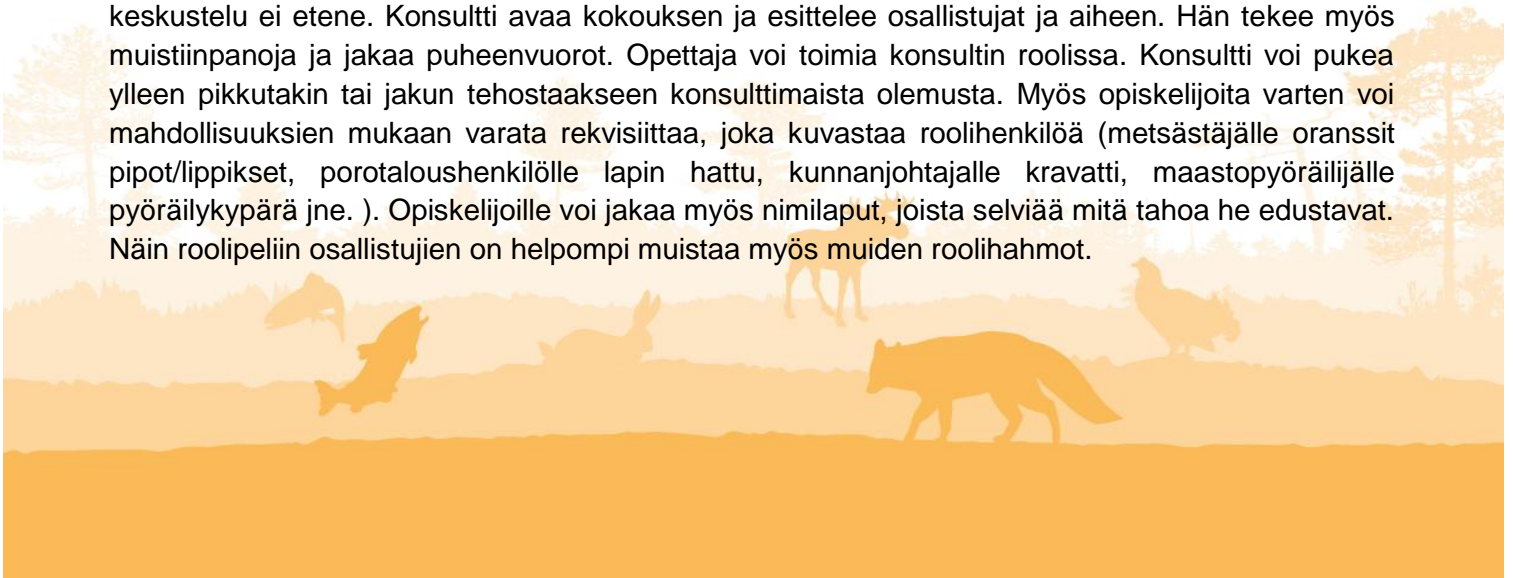 keskustelu ei etene. Konsultti avaa kokouksen ja esittelee osallistujat ja aiheen. Hän tekee myös
muistiinpanoja ja jakaa puheenvuorot. Opettaja voi toimia konsultin roolissa. Konsultti voi pukea
ylleen pikkutakin tai jakun tehostaakseen konsulttimaista olemusta. Myös opiskelijoita varten voi
mahdollisuuksien mukaan varata rekvisiittaa, joka kuvastaa roolihenkilöä (metsästäjälle oranssit
pipot/lippikset, porotaloushenkilölle lapin hattu, kunnanjohtajalle kravatti, maastopyöräilijälle
pyöräilykypärä jne. ). Opiskelijoille voi jakaa myös nimilaput, joista selviää mitä tahoa he edustavat.
Näin roolipeliin osallistujien on helpompi muistaa myös muiden roolihahmot.